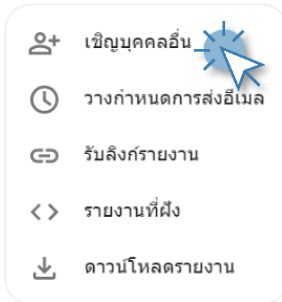 เชิญบุคคลอื่น
วางกำหนดการส่งอีเมล
รับลิงก์รายงาน
รายงานที่ฝัง
ดาวน์โหลดรายงาน